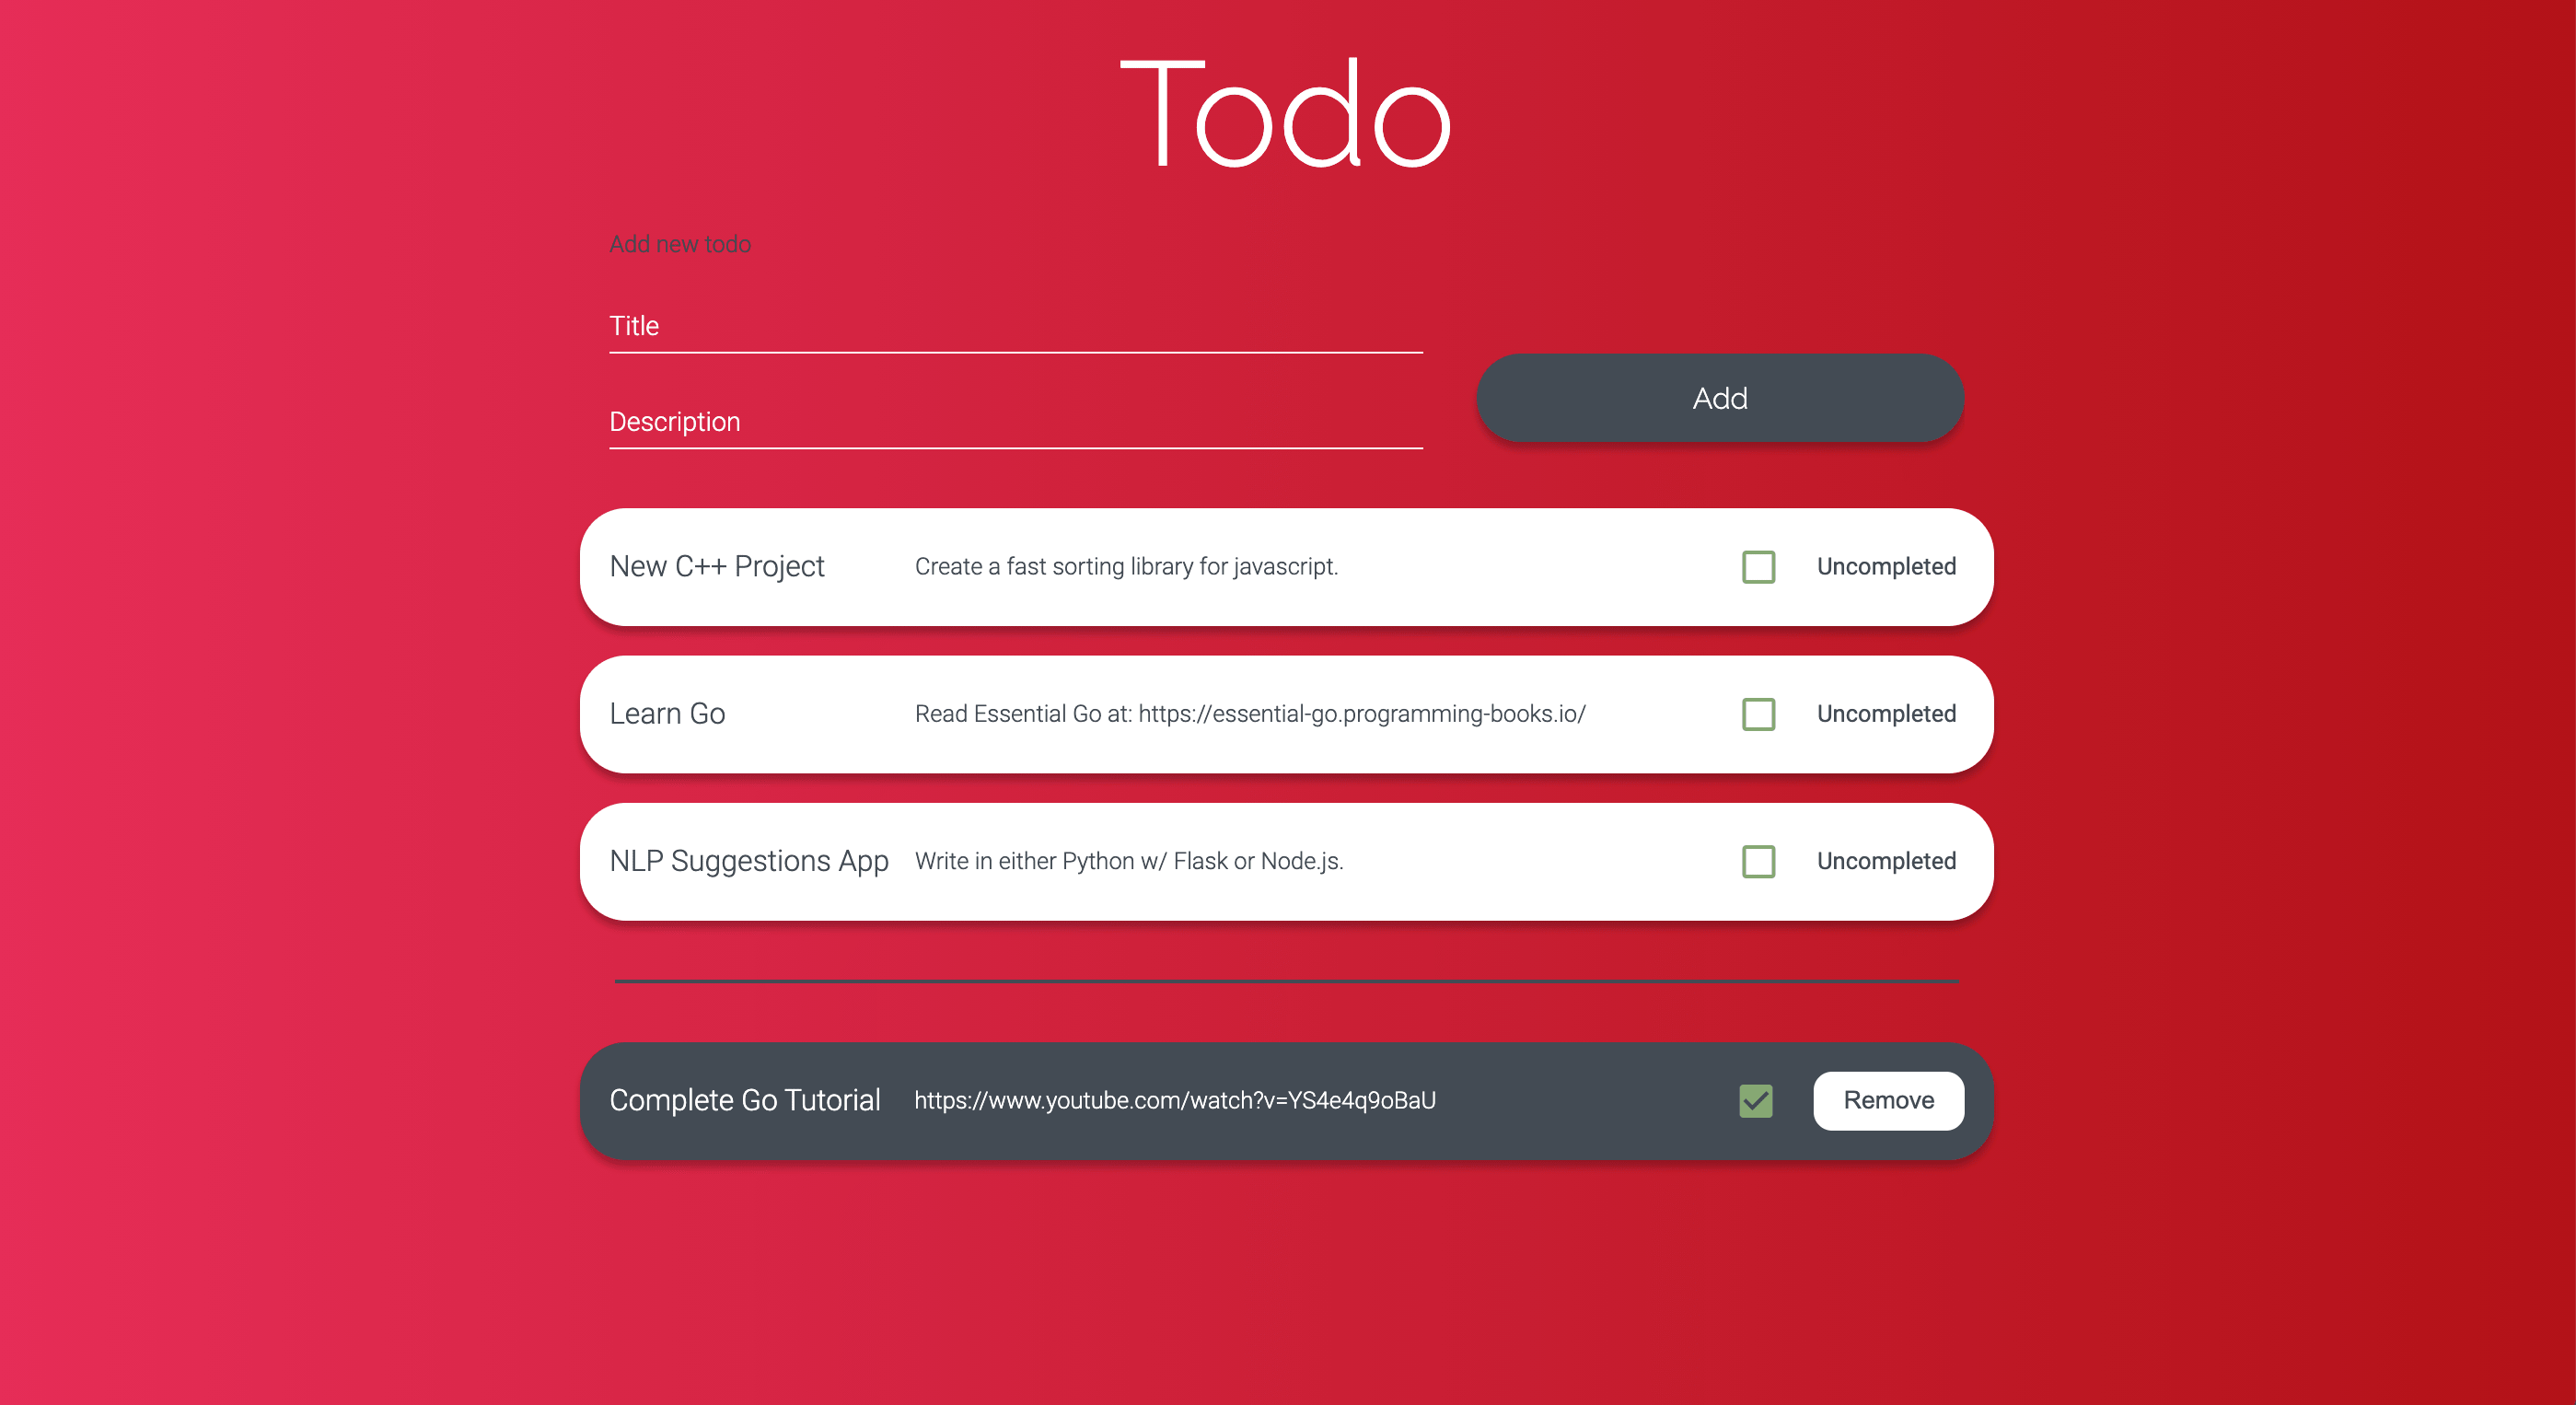 Todo
Add new todo
Title
Description
Add
New C++ Project
Create a fast sorting library for javascript.
Uncompleted
Learn Go
Read Essential Go at: https://essential-go.programming-books.io/
Uncompleted
NLP Suggestions App
Write in either Python w/ Flask or Node.js.
Uncompleted
Complete Go Tutorial
https://www.youtube.com/watch?v=YS4e4q9oBaU
Remove